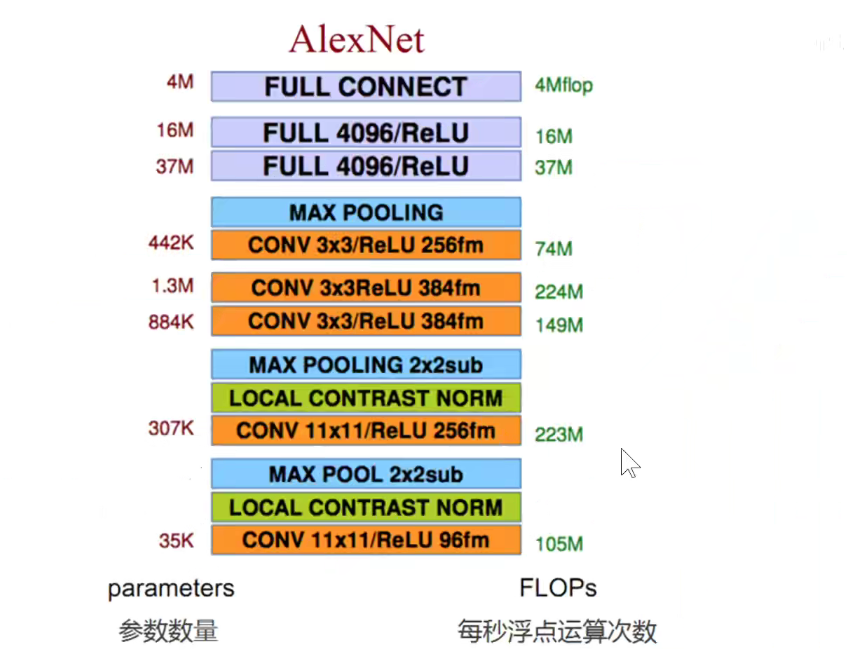 AlexNet
4M FULL CONNECT 4Mflop
16M FULL 4096/ReLU 16M
37M FULL 4096/ReLU 37M
MAX POOLING
442K CONV 3x3/ReLU 256fm 74M
1.3M CONV 3x3ReLU 384fm 224M
884K CONV 3x3/ReLU 384fm 149M
MAX POOLING 2x2sub
LOCAL CONTRAST NORM
307K CONV 11x11/ReLU 256fm 223M
MAX POOL 2x2sub
LOCAL CONTRAST NORM
35K CONV 11x11/ReLU 96fm 105M
parameters FLOPs
参数数量 每秒浮点运算次数